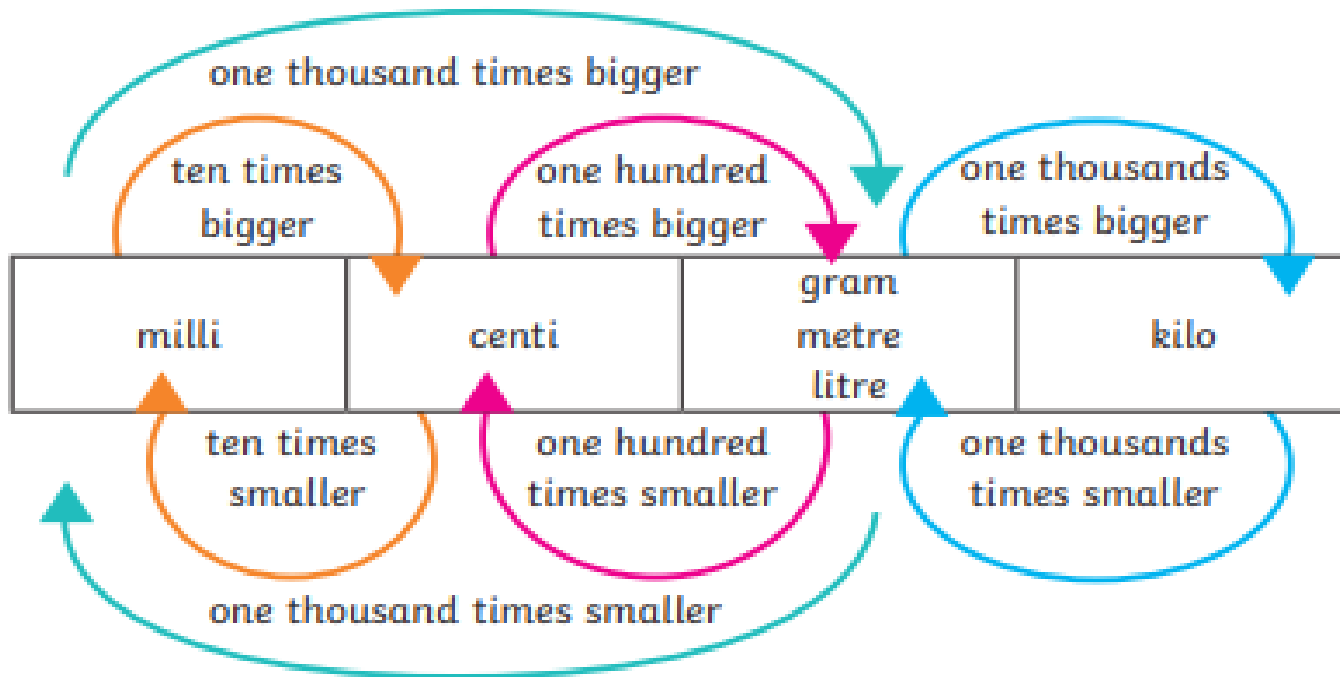 one thousand times bigger
ten times
bigger
one hundred
times bigger
one thousands
times bigger
milli
centi
gram
metre
litre
kilo
ten times
smaller
one hundred
times smaller
one thousands
times smaller
one thousand times smaller